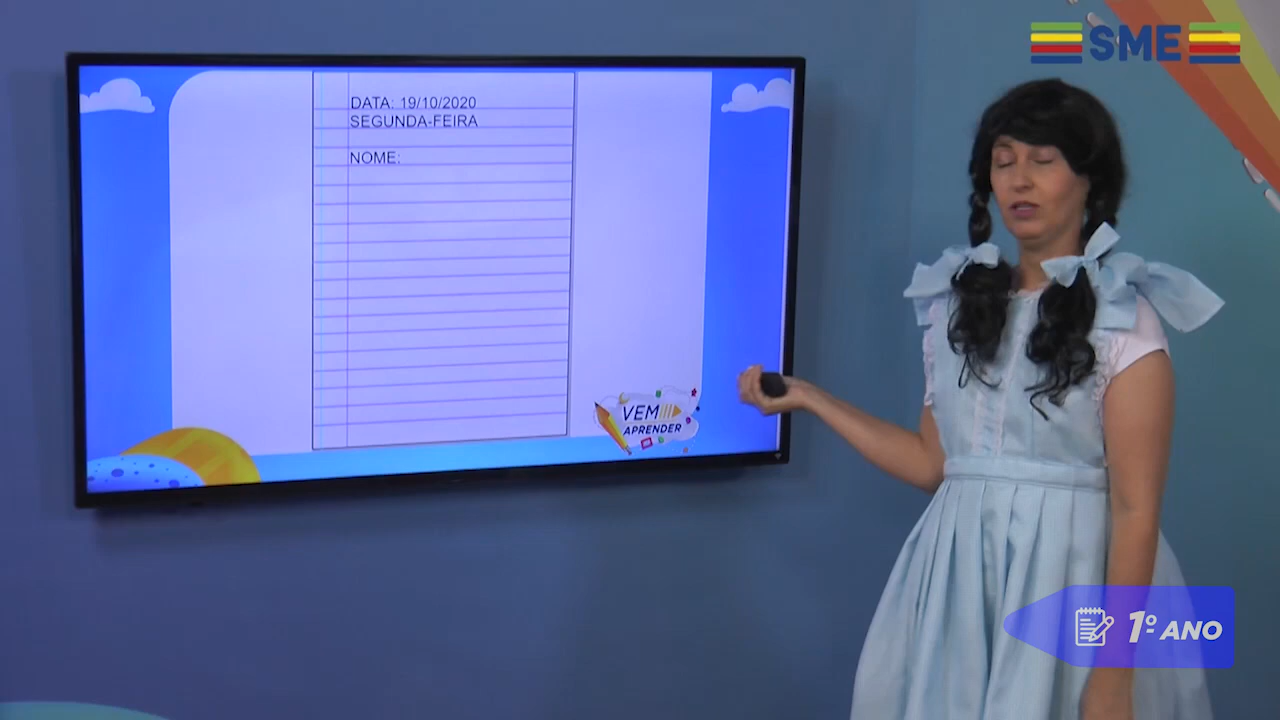 SME
DATA: 19/10/2020
SEGUNDA-FEIRA
NOME:
VEM
APRENDER
1º ANO